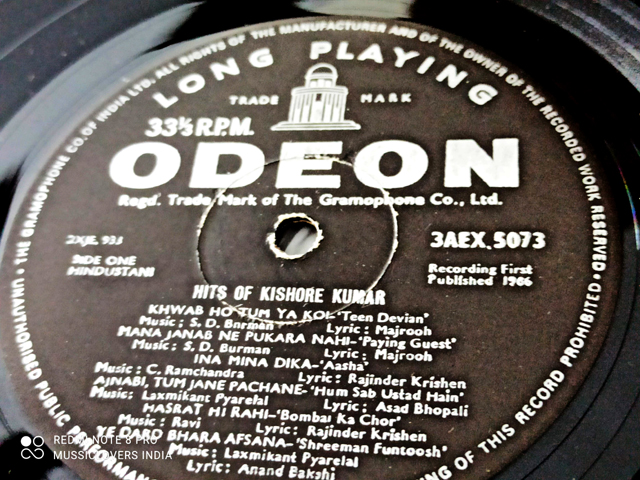 THE GRAMOPHONE CO. OF INDIA LTD. ALL RIGHTS OF THE MANUFACTURER AND OF THE OWNER OF THE RECORDED WORK RESERVED •
LONG PLAYING
TRADE MARK
33⅓ R.P.M.
ODEON
Regd. Trade Mark of The Gramophone Co., Ltd.
2XJE. 933
3AEX.5073
SIDE ONE
HINDUSTANI
Recording First
Published 1966
HITS OF KISHORE KUMAR
KHWAB HO TUM YA KOI-'Teen Devian'
Music: S. D. Burman Lyric: Majrooh
MANA JANAB NE PUKARA NAHI-'Paying Guest'
Music: S. D. Burman Lyric: Majrooh
INA MINA DIKA-'Aasha'
Music: C. Ramchandra Lyric: Rajinder Krishen
AJNABI, TUM JANE PACHANE-'Hum Sab Ustad Hain'
Music: Laxmikant Pyarelal Lyric: Asad Bhopali
HASRAT HI RAHI-'Bombai Ka Chor'
Music: Ravi Lyric: Rajinder Krishen
YE DARD BHARA AFSANA-'Shreeman Funtoosh'
Music: Laxmikant Pyarelal
Lyric: Anand Bakshi
UNAUTHORISED PUBLIC PERFORMAN
NG OF THIS RECORD PROHIBITED •
REDMI NOTE 8 PRO
MUSSIC LOVERS INDIA